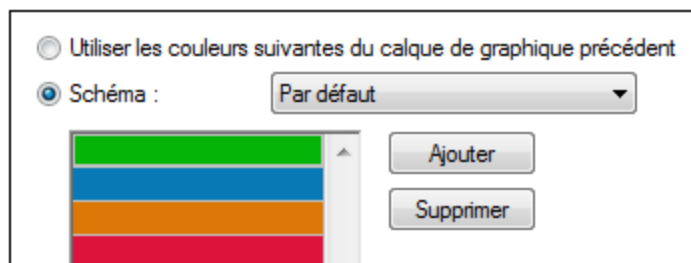 Utiliser les couleurs suivantes du calque de graphique précédent
Schéma : Par défaut
Ajouter
Supprimer